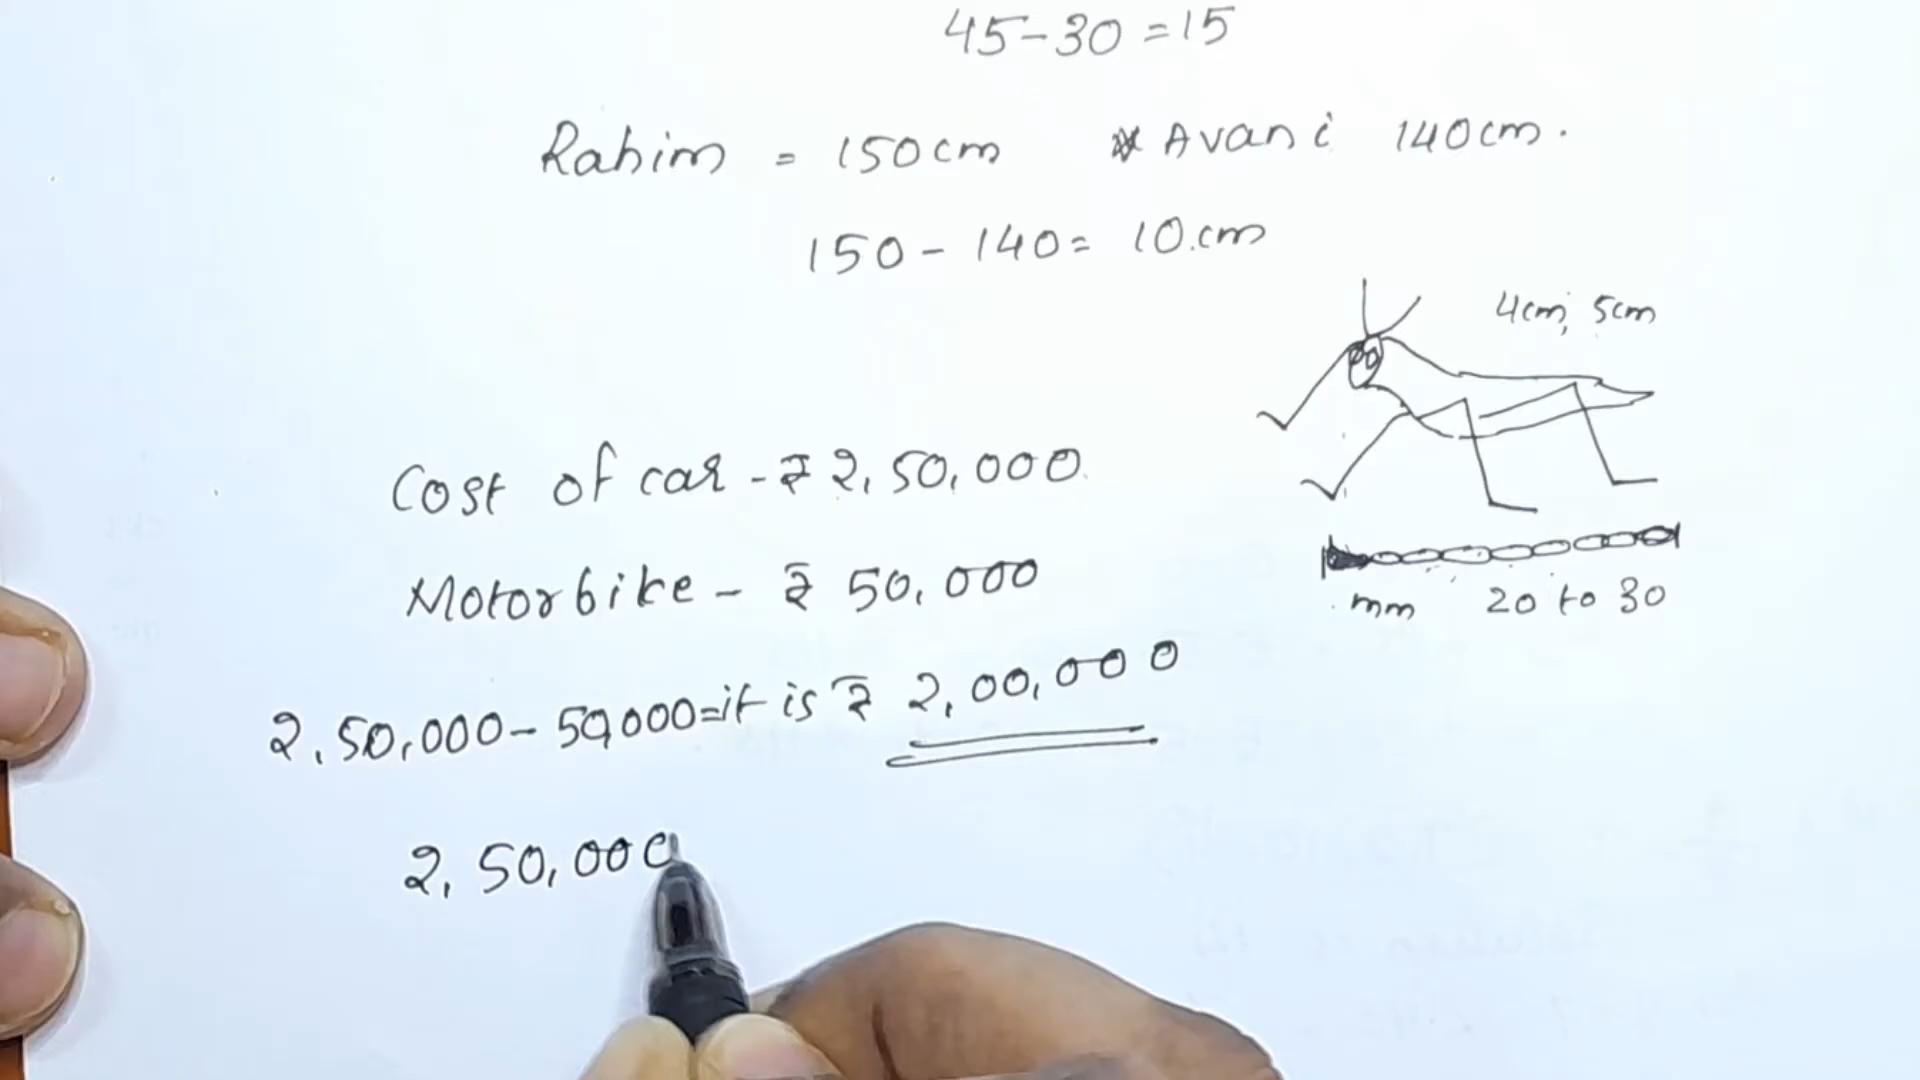 45-30=15
Rahim = 150cm * Avani 140cm.
150 - 140 = 10.cm
4cm, 5cm
Cost of car - ₹ 2,50,000.
Motorbike - ₹ 50,000
mm 20 to 30
2,50,000 - 50,000 = it is ₹ 2,00,000
2,50,000